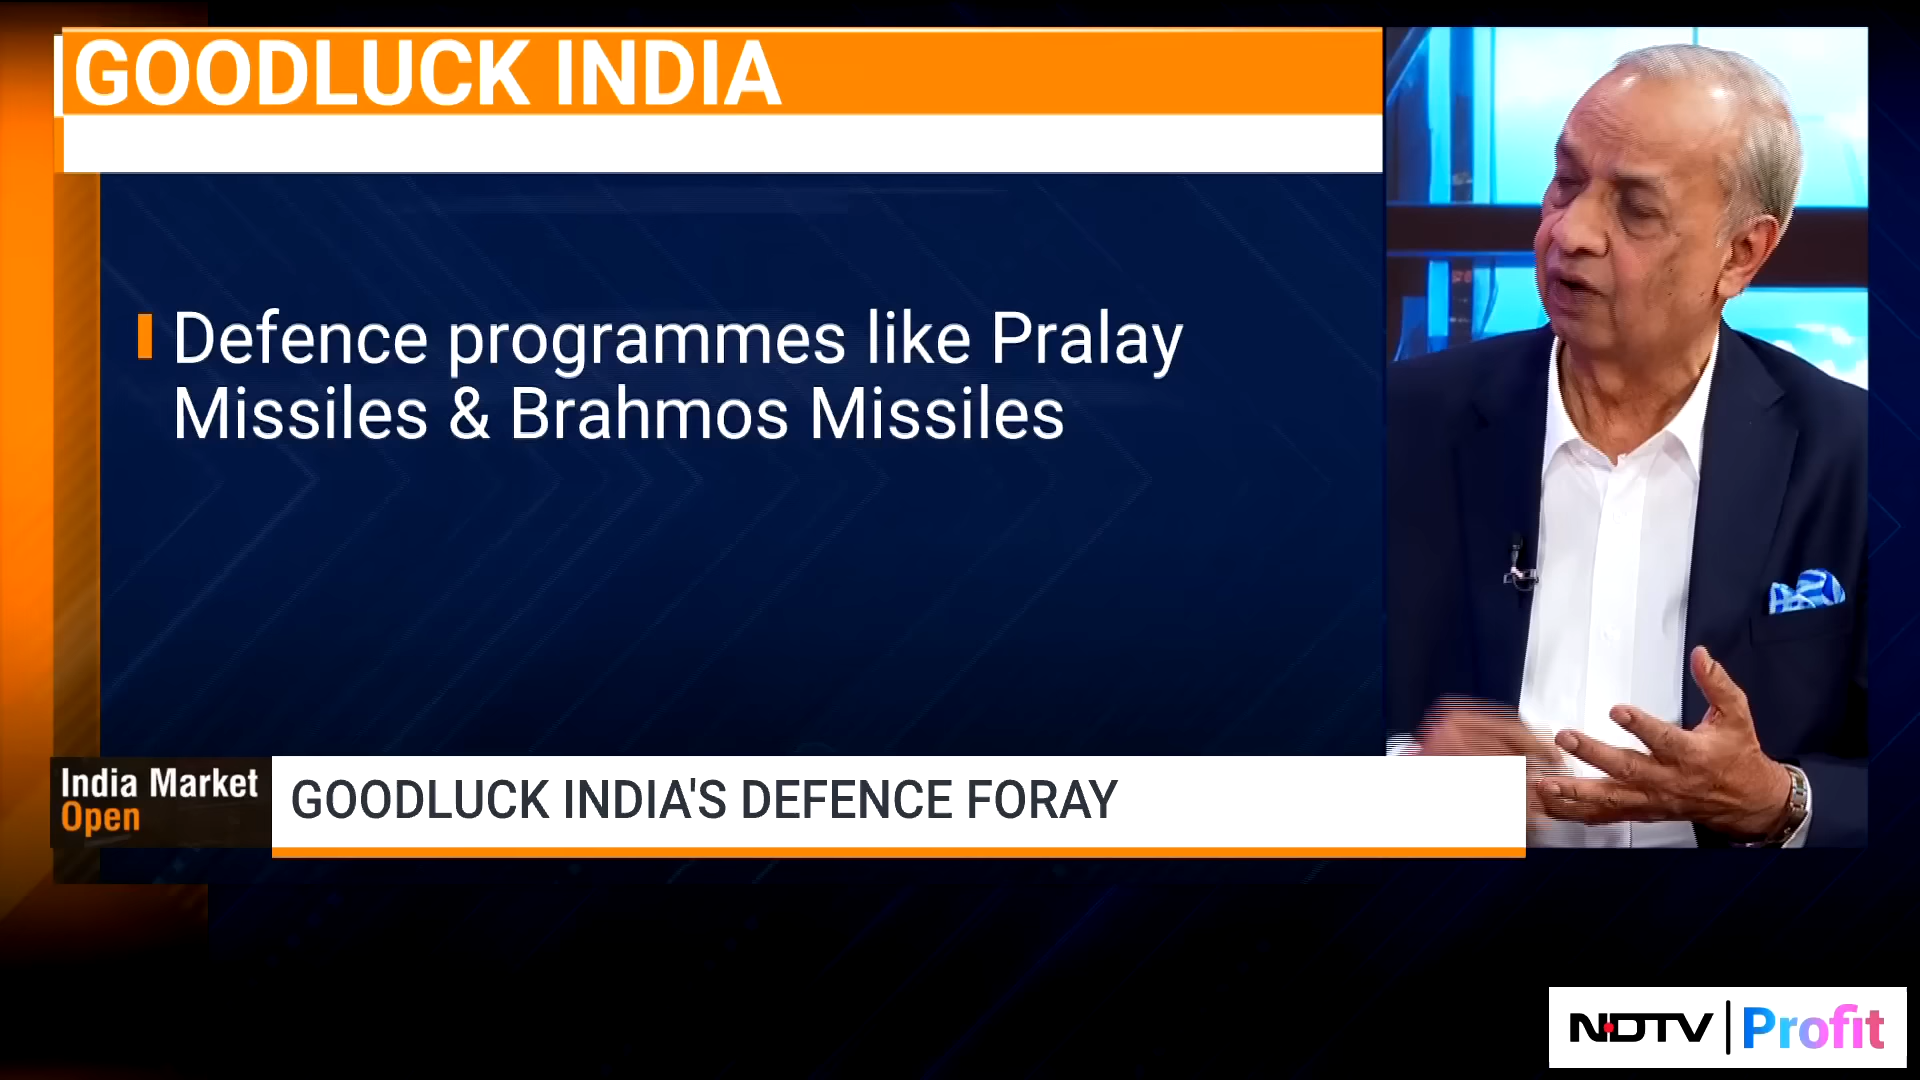 GOODLUCK INDIA
Defence programmes like Pralay
Missiles & Brahmos Missiles
India Market
Open
GOODLUCK INDIA'S DEFENCE FORAY
NDTV Profit